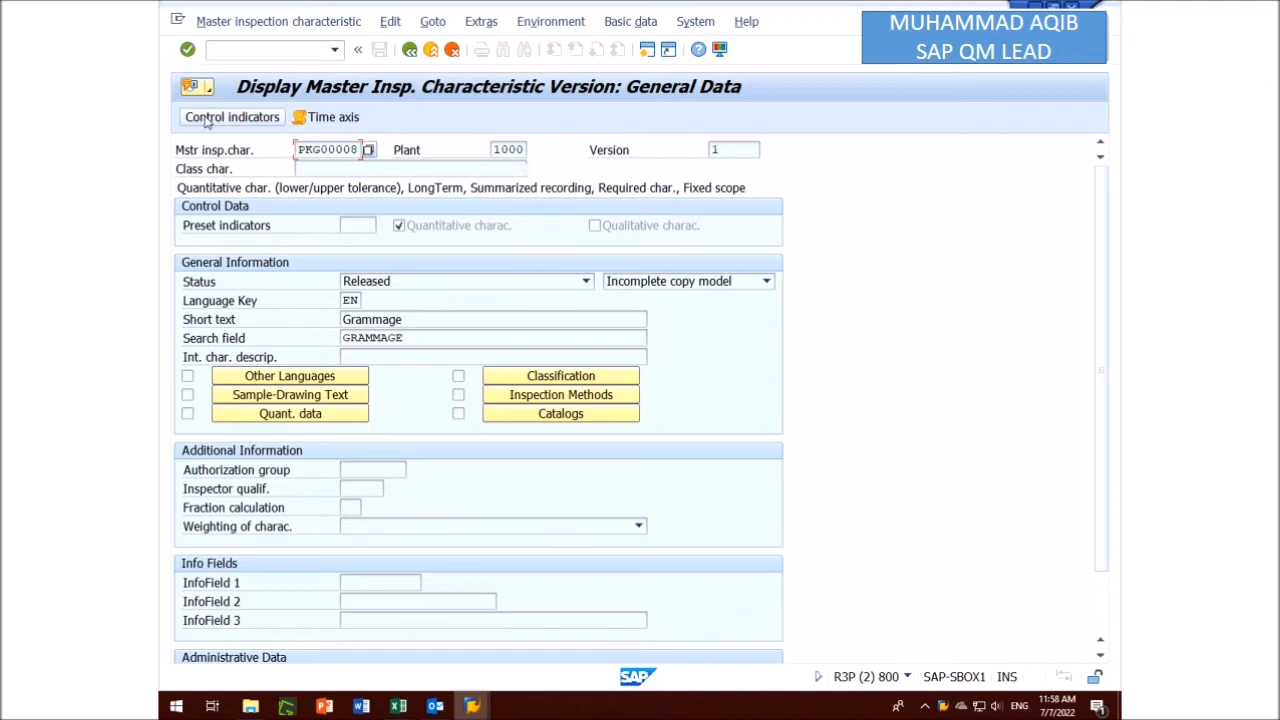 Master inspection characteristic Edit Goto Extras Environment Basic data System Help
MUHAMMAD AQIB
SAP QM LEAD
Display Master Insp. Characteristic Version: General Data
Control indicators Time axis
Mstr insp.char. PKG00008 Plant 1000 Version 1
Class char.
Quantitative char. (lower/upper tolerance), LongTerm, Summarized recording, Required char., Fixed scope
Control Data
Preset indicators Quantitative charac. Qualitative charac.
General Information
Status Released Incomplete copy model
Language Key EN
Short text Grammage
Search field GRAMMAGE
Int. char. descrip.
Other Languages Classification
Sample-Drawing Text Inspection Methods
Quant. data Catalogs
Additional Information
Authorization group
Inspector qualif.
Fraction calculation
Weighting of charac.
Info Fields
InfoField 1
InfoField 2
InfoField 3
Administrative Data
SAP R3P (2) 800 SAP-SBOX1 INS
ENG 11:58 AM
7/7/2022